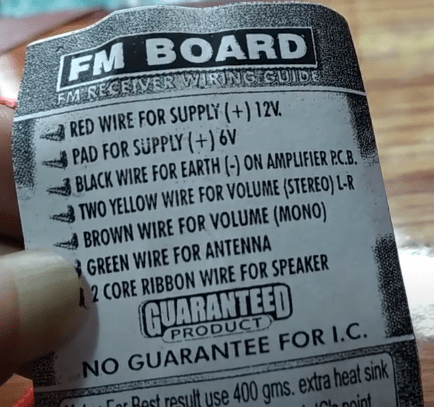 FM BOARD
FM RECEIVER WIRING GUIDE
RED WIRE FOR SUPPLY (+) 12V.
PAD FOR SUPPLY (+) 6V
BLACK WIRE FOR EARTH (-) ON AMPLIFIER P.C.B.
TWO YELLOW WIRE FOR VOLUME (STEREO) L-R
BROWN WIRE FOR VOLUME (MONO)
GREEN WIRE FOR ANTENNA
2 CORE RIBBON WIRE FOR SPEAKER
GUARANTEED
PRODUCT
NO GUARANTEE FOR I.C.
For Best result use 400 gms. extra heat sink
point